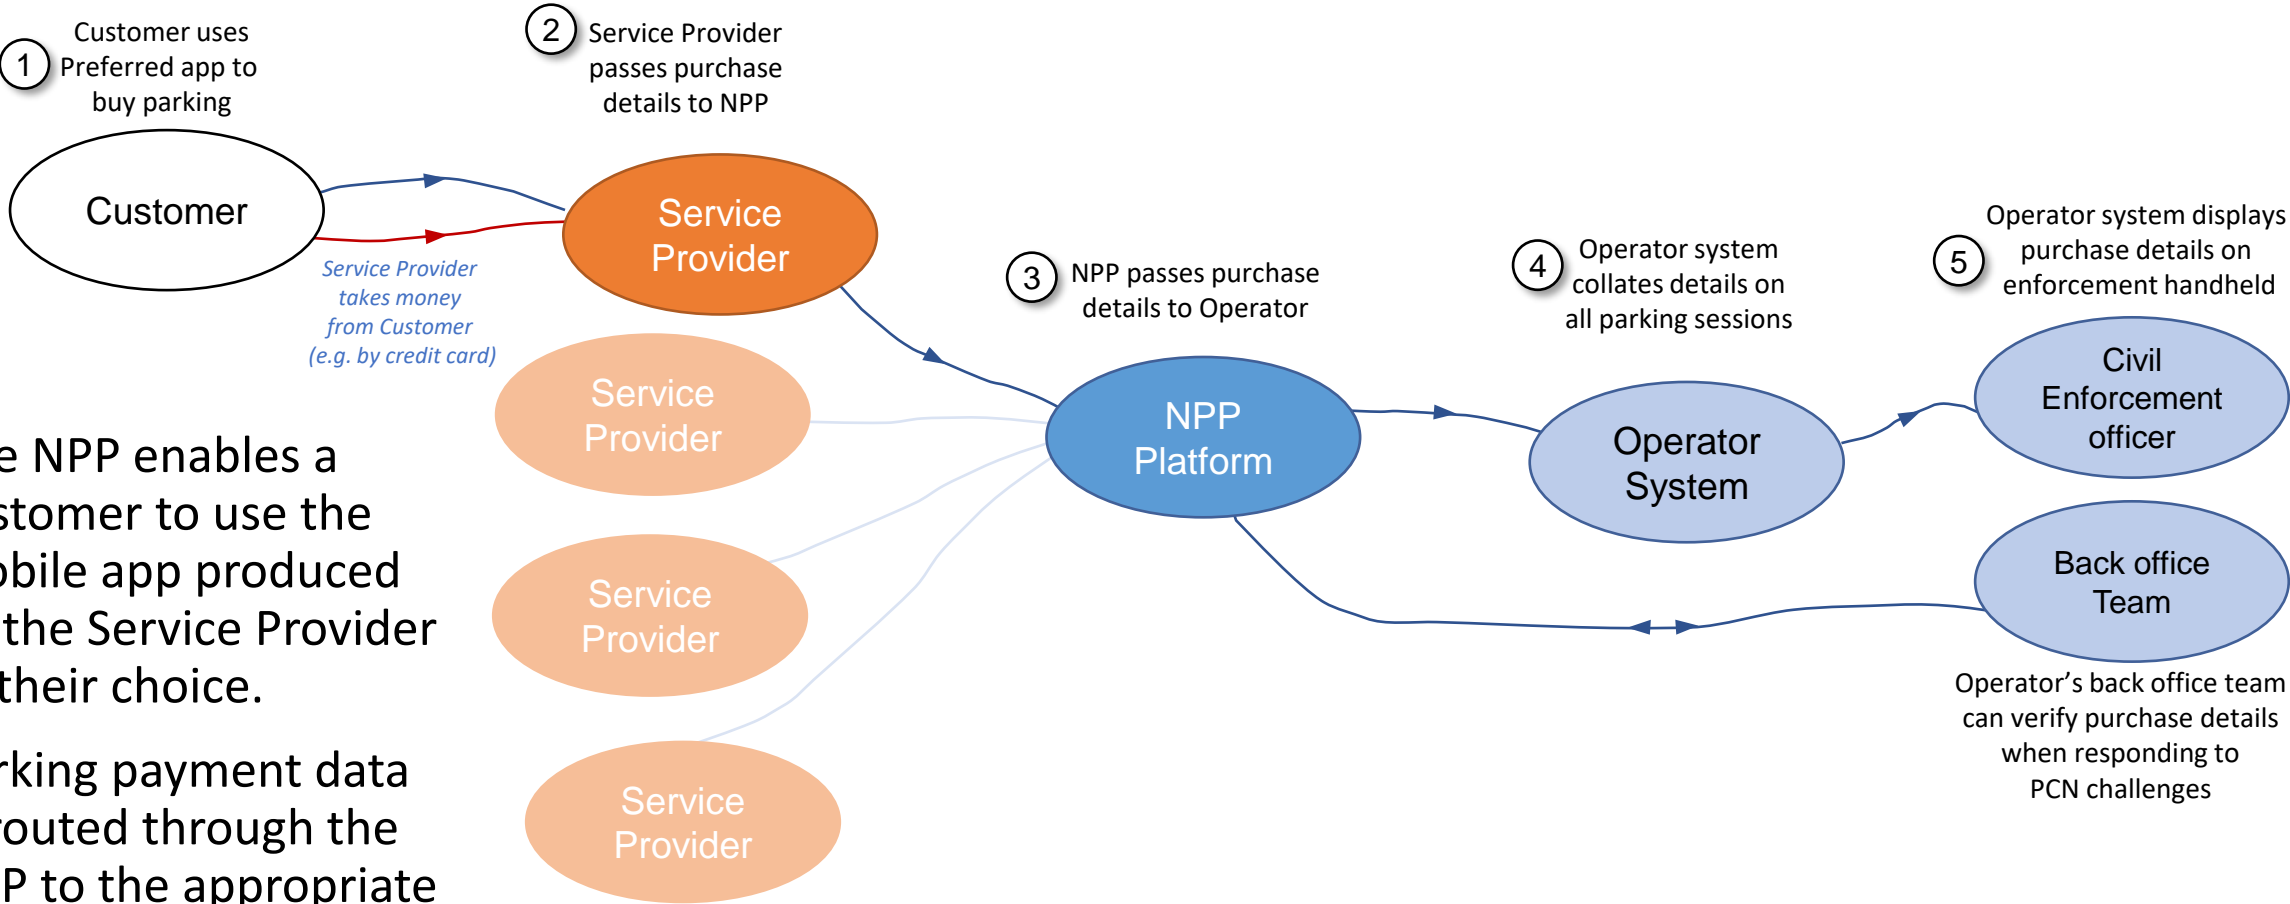 1
Customer uses
Preferred app to
buy parking
2
Service Provider
passes purchase
details to NPP
Customer
Service
Provider
Service Provider
takes money
from Customer
(e.g. by credit card)
3
NPP passes purchase
details to Operator
4
Operator system
collates details on
all parking sessions
5
Operator system displays
purchase details on
enforcement handheld
Service
Provider
NPP
Platform
Operator
System
Civil
Enforcement
officer
Service
Provider
Back office
Team
Operator’s back office team
can verify purchase details
when responding to
PCN challenges
Service
Provider
e NPP enables a
stomer to use the
obile app produced
the Service Provider
their choice.
rking payment data
routed through the
P to the appropriate